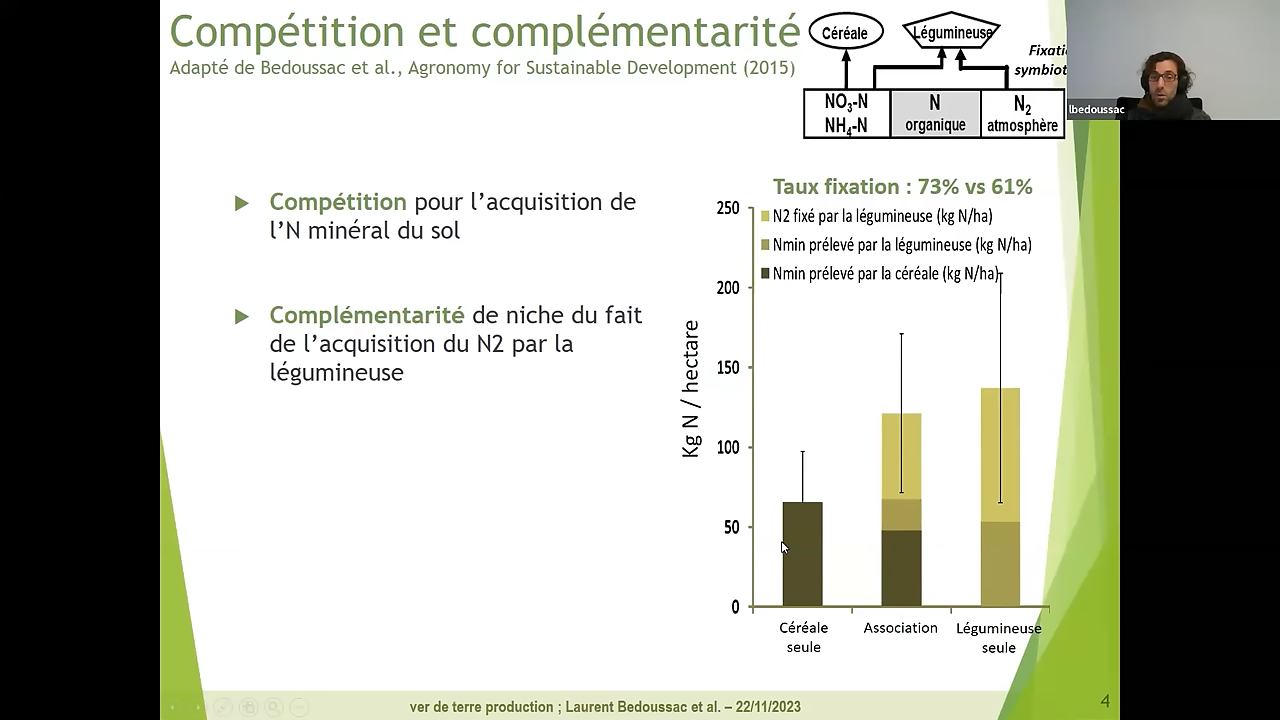 Compétition et complémentarité
Adapté de Bedoussac et al., Agronomy for Sustainable Development (2015)
Céréale
Légumineuse
Fixati
symbiot
NO3-N
NH4-N
N
organique
N2
atmosphère
lbedoussac
Compétition pour l'acquisition de
l'N minéral du sol
Complémentarité de niche du fait
de l'acquisition du N2 par la
légumineuse
Taux fixation : 73% vs 61%
N2 fixé par la légumineuse (kg N/ha)
Nmin prélevé par la légumineuse (kg N/ha)
Nmin prélevé par la céréale (kg N/ha)
Kg N / hectare
250
200
150
100
50
0
Céréale
seule
Association
Légumineuse
seule
ver de terre production ; Laurent Bedoussac et al. – 22/11/2023
4